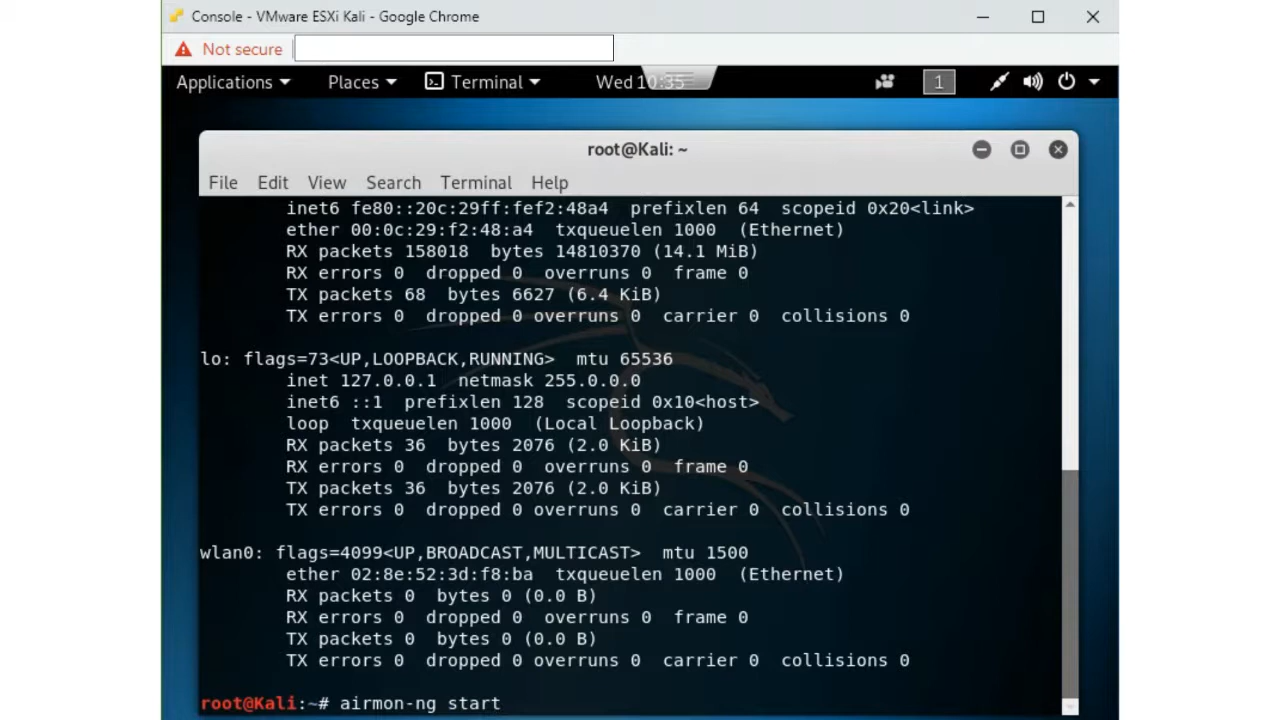 Console - VMware ESXi Kali - Google Chrome
Not secure
Applications Places Terminal Wed 10:35 1
root@Kali: ~
File Edit View Search Terminal Help
inet6 fe80::20c:29ff:fef2:48a4 prefixlen 64 scopeid 0x20<link>
ether 00:0c:29:f2:48:a4 txqueuelen 1000 (Ethernet)
RX packets 158018 bytes 14810370 (14.1 MiB)
RX errors 0 dropped 0 overruns 0 frame 0
TX packets 68 bytes 6627 (6.4 KiB)
TX errors 0 dropped 0 overruns 0 carrier 0 collisions 0
lo: flags=73<UP,LOOPBACK,RUNNING> mtu 65536
inet 127.0.0.1 netmask 255.0.0.0
inet6 ::1 prefixlen 128 scopeid 0x10<host>
loop txqueuelen 1000 (Local Loopback)
RX packets 36 bytes 2076 (2.0 KiB)
RX errors 0 dropped 0 overruns 0 frame 0
TX packets 36 bytes 2076 (2.0 KiB)
TX errors 0 dropped 0 overruns 0 carrier 0 collisions 0
wlan0: flags=4099<UP,BROADCAST,MULTICAST> mtu 1500
ether 02:8e:52:3d:f8:ba txqueuelen 1000 (Ethernet)
RX packets 0 bytes 0 (0.0 B)
RX errors 0 dropped 0 overruns 0 frame 0
TX packets 0 bytes 0 (0.0 B)
TX errors 0 dropped 0 overruns 0 carrier 0 collisions 0
root@Kali:~# airmon-ng start